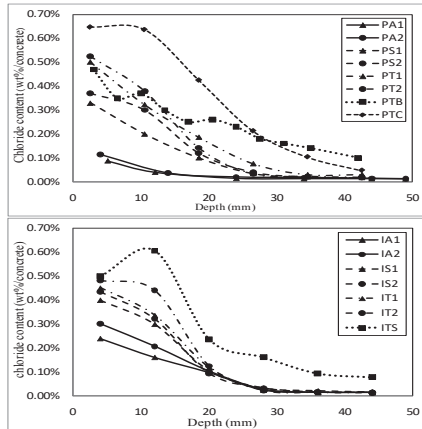 0.70%
0.60%
0.50%
0.40%
0.30%
0.20%
0.10%
0.00%
Chloride content (wt%/concrete)
0 10 20 30 40 50
Depth (mm)
PA1
PA2
PS1
PS2
PT1
PT2
PTB
PTC
0.70%
0.60%
0.50%
0.40%
0.30%
0.20%
0.10%
0.00%
chloride content (wt%/concrete)
0 10 20 30 40 50
Depth (mm)
IA1
IA2
IS1
IS2
IT1
IT2
ITS